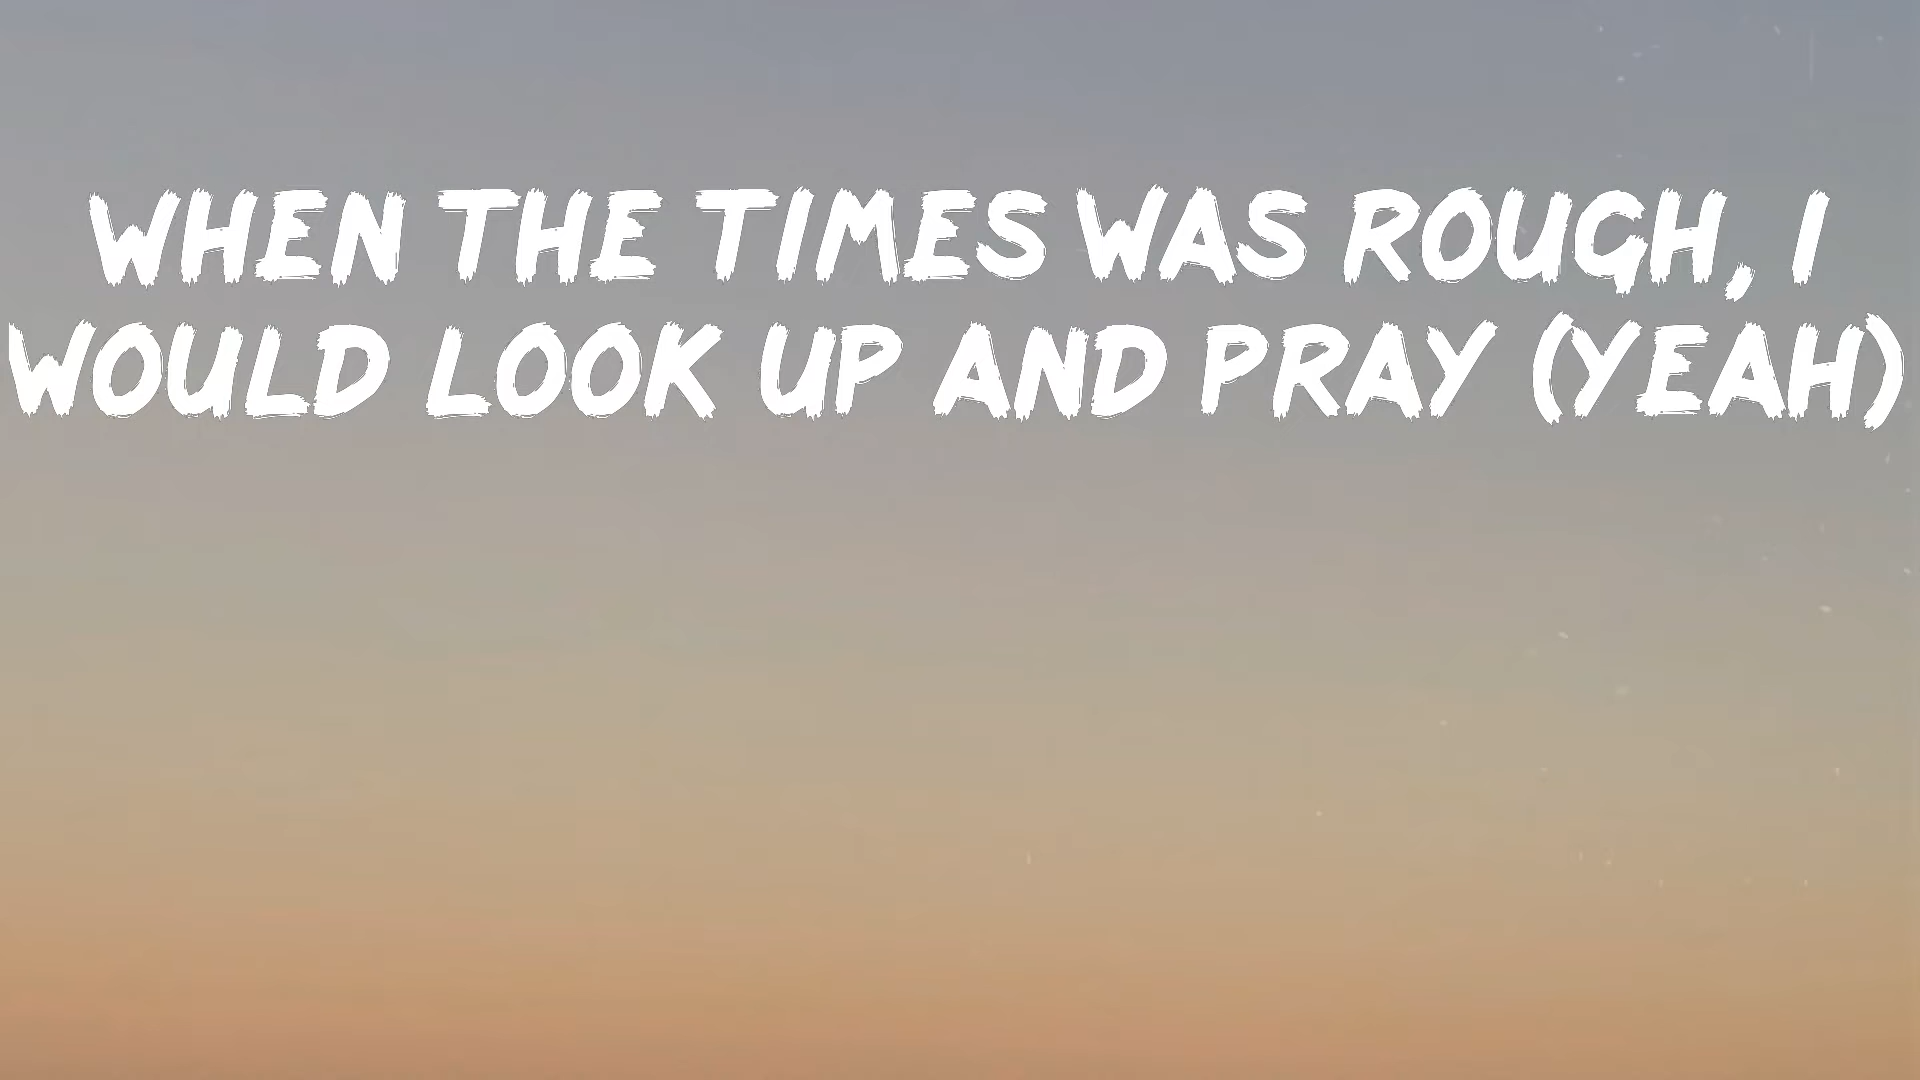 WHEN THE TIMES WAS ROUGH, I
WOULD LOOK UP AND PRAY (YEAH)